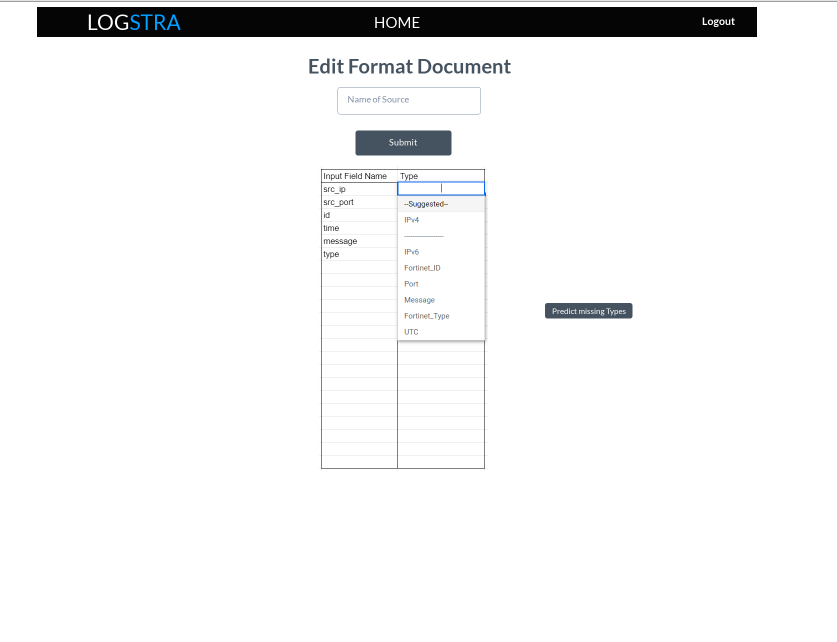 LOGSTRA HOME Logout
Edit Format Document
Name of Source
Submit
Input Field Name Type
src_ip
src_port
id
time
message
type
--Suggested--
IPv4
--------------------
IPv6
Fortinet_ID
Port
Message
Fortinet_Type
UTC
Predict missing Types